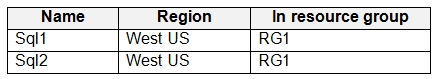 Name Region In resource group
Sql1 West US RG1
Sql2 West US RG1